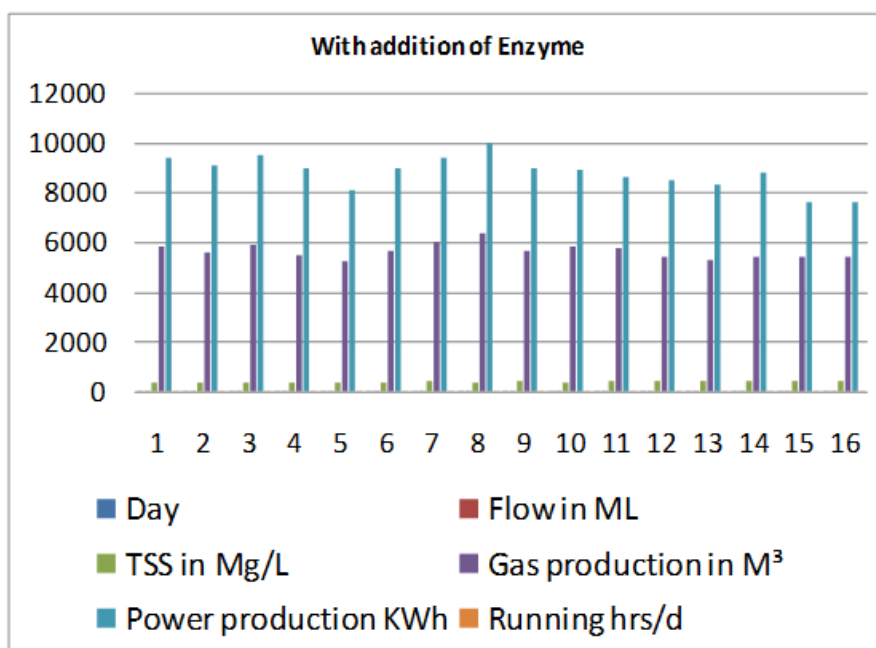 With addition of Enzyme
12000
10000
8000
6000
4000
2000
0
1 2 3 4 5 6 7 8 9 10 11 12 13 14 15 16
Day Flow in ML
TSS in Mg/L Gas production in M³
Power production KWh Running hrs/d